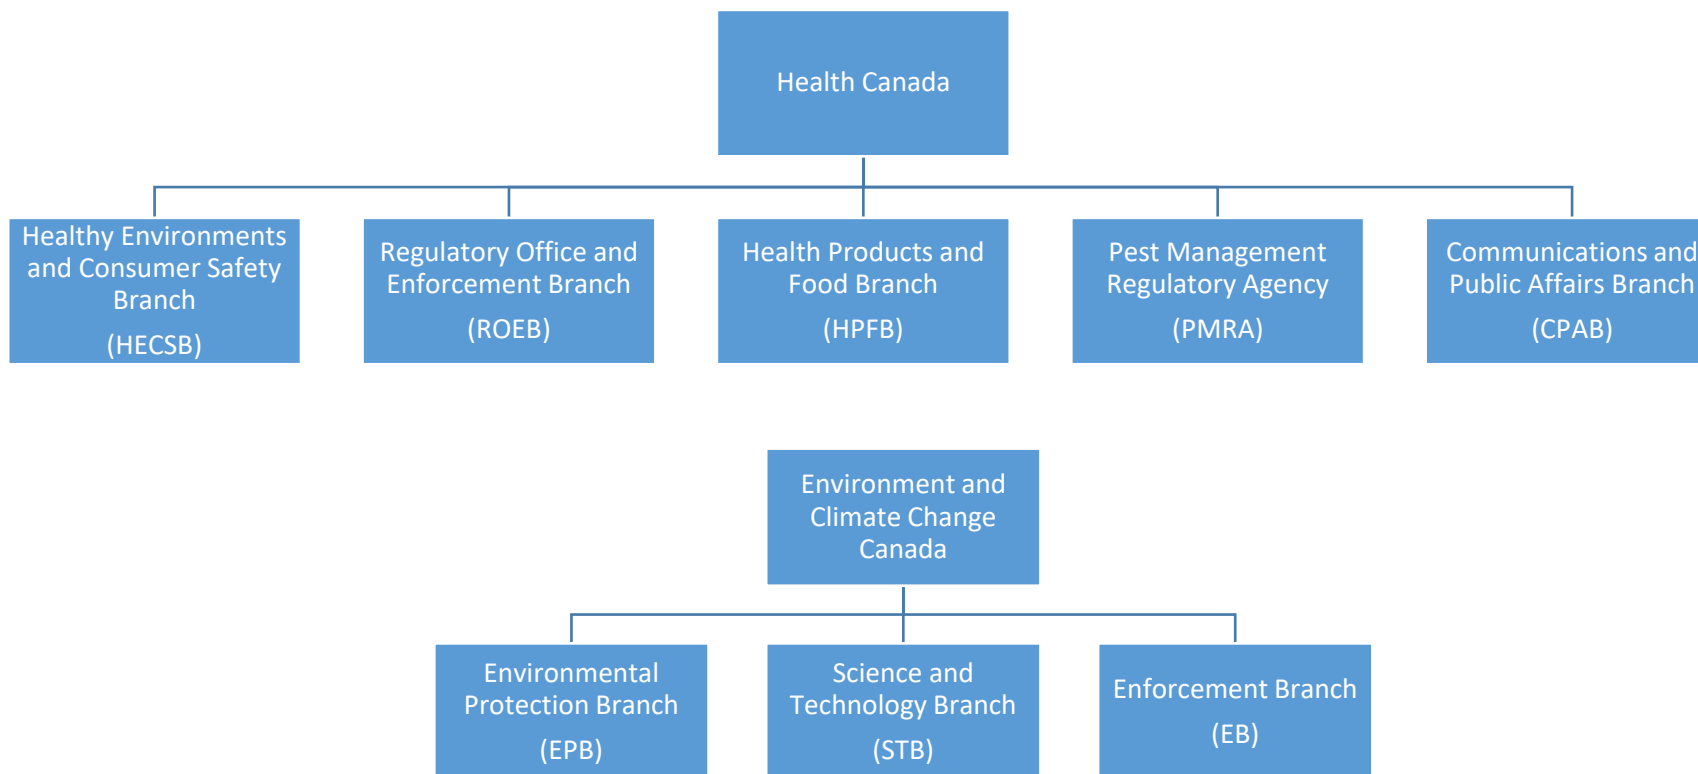 Health Canada
Healthy Environments
and Consumer Safety
Branch
(HECSB)
Regulatory Office and
Enforcement Branch
(ROEB)
Health Products and
Food Branch
(HPFB)
Pest Management
Regulatory Agency
(PMRA)
Communications and
Public Affairs Branch
(CPAB)
Environment and
Climate Change
Canada
Environmental
Protection Branch
(EPB)
Science and
Technology Branch
(STB)
Enforcement Branch
(EB)